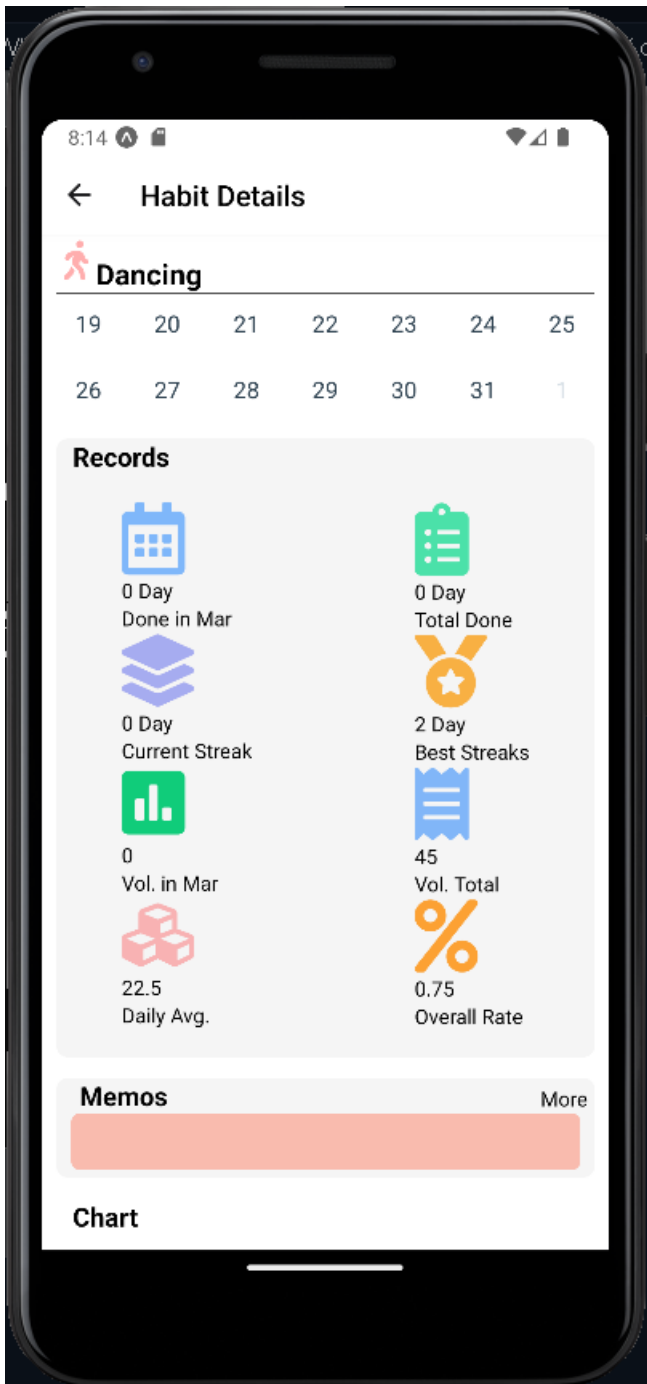 8:14
Habit Details
Dancing
19 20 21 22 23 24 25
26 27 28 29 30 31 1
Records
0 Day 0 Day
Done in Mar Total Done
0 Day 2 Day
Current Streak Best Streaks
0 45
Vol. in Mar Vol. Total
22.5 0.75
Daily Avg. Overall Rate
Memos More
Chart